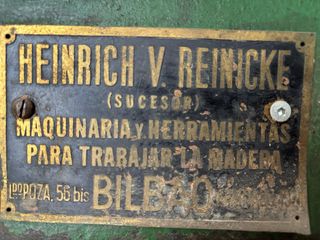 HEINRICH V. REINICKE
(SUCESOR)
MAQUINARIA Y HERRAMIENTAS
PARA TRABAJAR LA MADERA
LDO POZA, 56 bis BILBAO